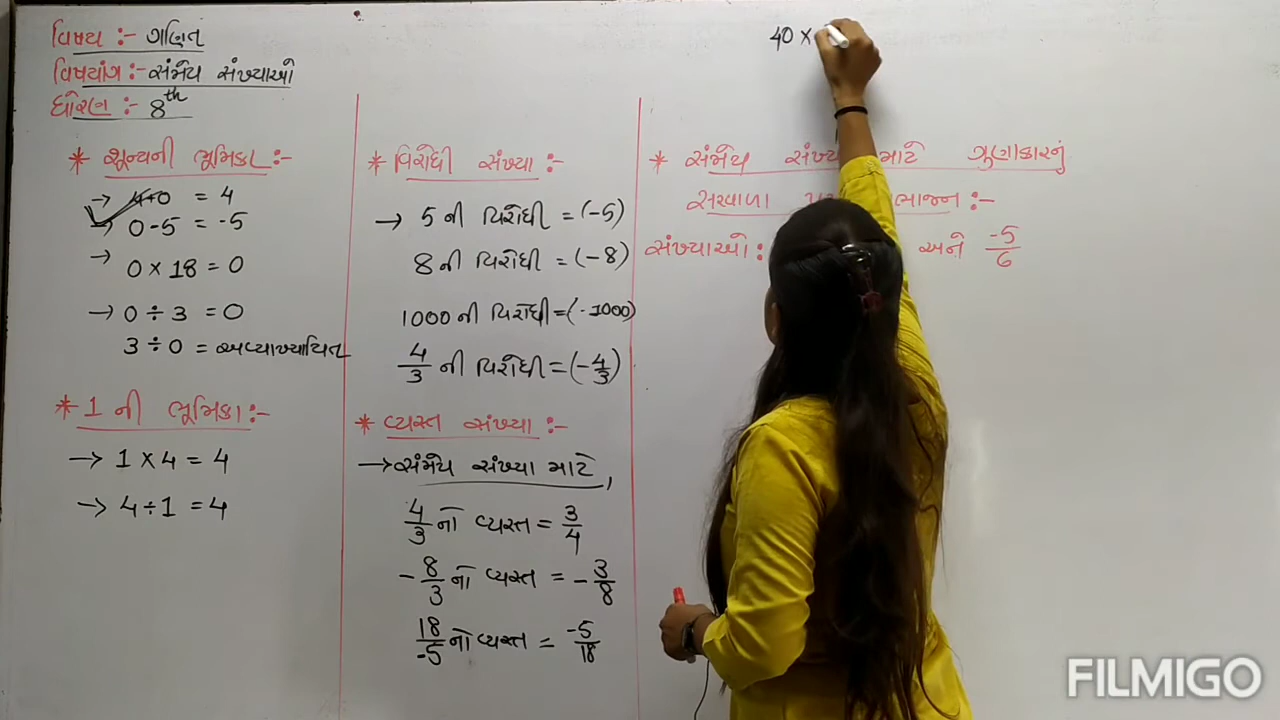 વિષય :- ગણિત
વિષયાંગ :- સંમેય સંખ્યાઓ
ધોરણ :- 8th
* શૂન્યની ભૂમિકા :-
→ 4+0 = 4
→ 0-5 = -5
→ 0 × 18 = 0
→ 0 ÷ 3 = 0
3 ÷ 0 = અવ્યાખ્યાયિત
* 1 ની ભૂમિકા :-
→ 1 × 4 = 4
→ 4 ÷ 1 = 4
* વિરોધી સંખ્યા :-
→ 5 ની વિરોધી = (-5)
8 ની વિરોધી = (-8)
1000 ની વિરોધી = (-1000)
4/3 ની વિરોધી = (-4/3)
* વ્યસ્ત સંખ્યા :-
→ સંમેય સંખ્યા માટે,
4/3 નો વ્યસ્ત = 3/4
-8/3 નો વ્યસ્ત = -3/8
18/-5 નો વ્યસ્ત = -5/18
40 ×
* સંમેય માટે ગુણાકારનું
સરવાળા ભાજન :-
સંખ્યાઓ : અને -5/6
FILMIGO